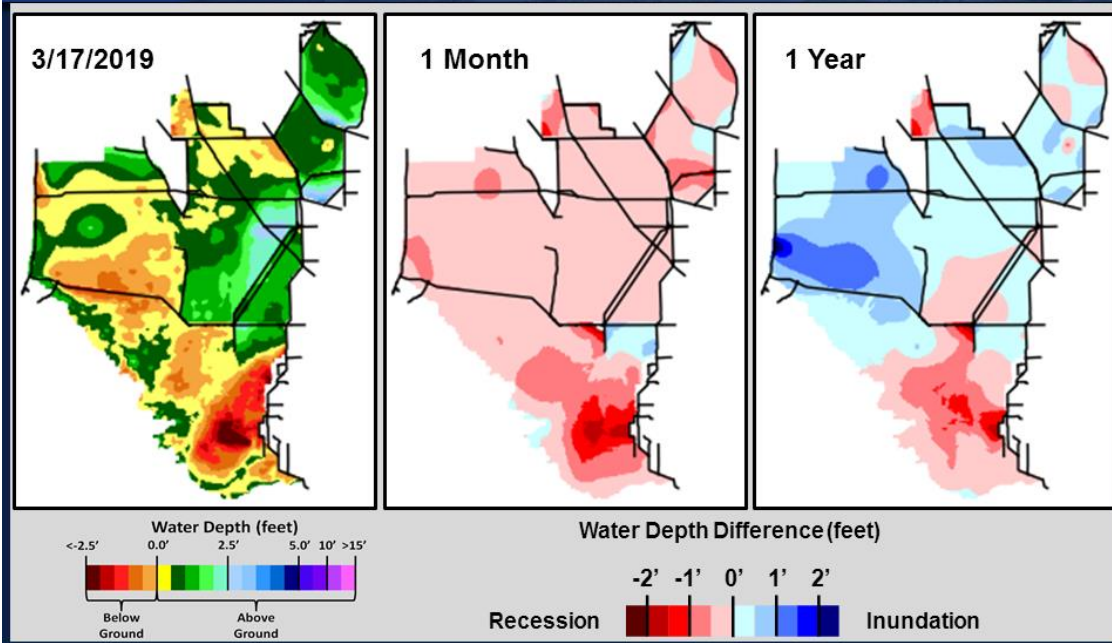 3/17/2019
1 Month
1 Year
Water Depth (feet)
<-2.5' 0.0' 2.5' 5.0' 10' >15'
Below Ground
Above Ground
Water Depth Difference (feet)
-2' -1' 0' 1' 2'
Recession
Inundation